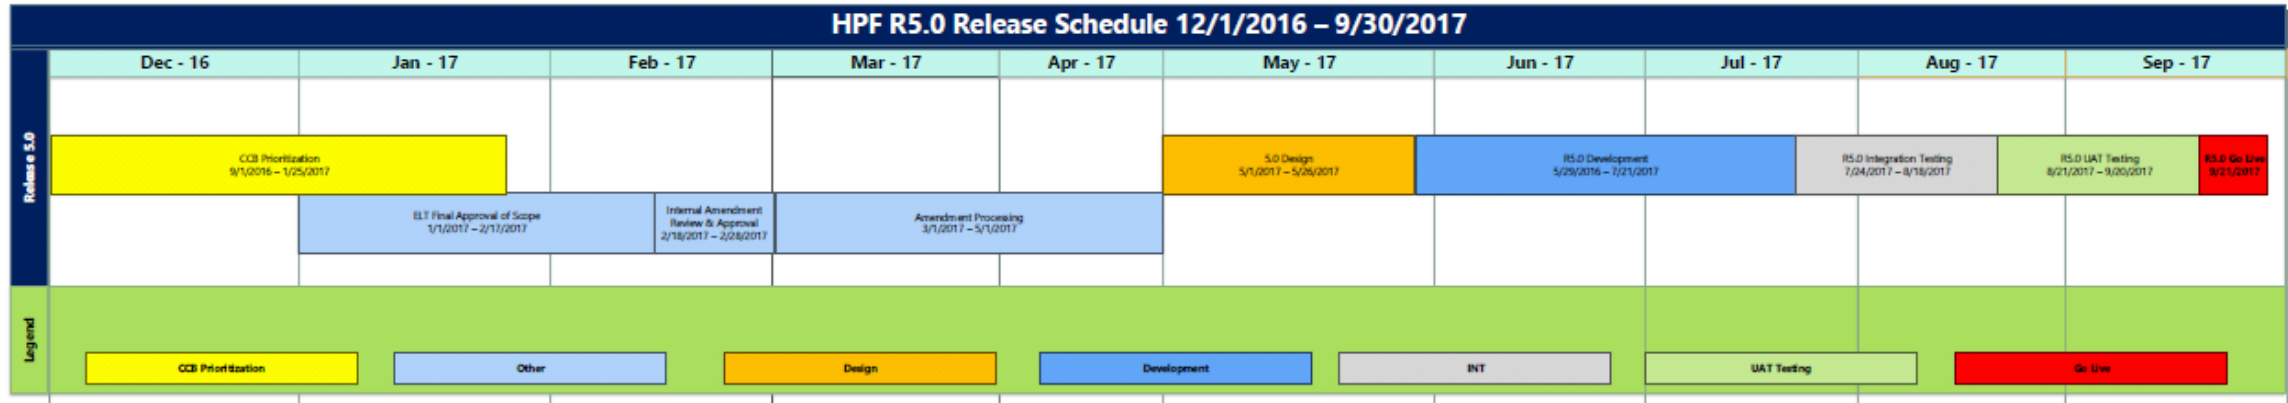 HPF R5.0 Release Schedule 12/1/2016 – 9/30/2017
Dec - 16
Jan - 17
Feb - 17
Mar - 17
Apr - 17
May - 17
Jun - 17
Jul - 17
Aug - 17
Sep - 17
Release 5.0
CCB Prioritization
9/1/2016 – 1/25/2017
5.0 Design
5/1/2017 – 5/26/2017
R5.0 Development
5/29/2016 – 7/21/2017
R5.0 Integration Testing
7/24/2017 – 8/18/2017
R5.0 UAT Testing
8/21/2017 – 9/20/2017
R5.0 Go Live
9/21/2017
ELT Final Approval of Scope
1/1/2017 – 2/17/2017
Internal Amendment
Review & Approval
2/18/2017 – 2/28/2017
Amendment Processing
3/1/2017 – 5/1/2017
Legend
CCB Prioritization
Other
Design
Development
INT
UAT Testing
Go Live